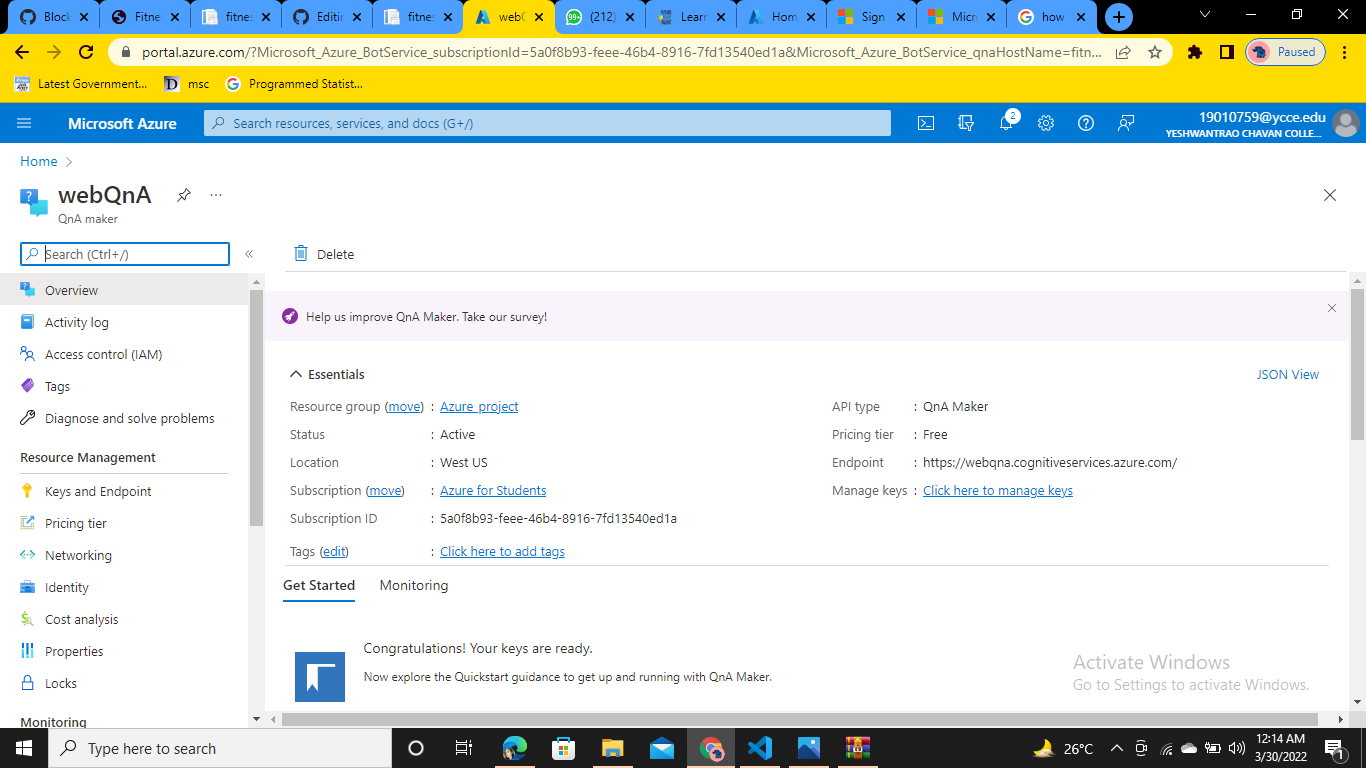 Block
Fitne
fitnes
Editin
fitnes
webQ
(212)
Learn
Hom
Sign
Micro
how
portal.azure.com/?Microsoft_Azure_BotService_subscriptionId=5a0f8b93-feee-46b4-8916-7fd13540ed1a&Microsoft_Azure_BotService_qnaHostName=fitn...
Paused
Latest Government...
msc
Programmed Statist...
Microsoft Azure
Search resources, services, and docs (G+/)
2
19010759@ycce.edu
YESHWANTRAO CHAVAN COLLE...
Home
webQnA
QnA maker
Search (Ctrl+/)
Delete
Overview
Activity log
Access control (IAM)
Tags
Diagnose and solve problems
Resource Management
Keys and Endpoint
Pricing tier
Networking
Identity
Cost analysis
Properties
Locks
Monitoring
Help us improve QnA Maker. Take our survey!
Essentials
JSON View
Resource group (move) : Azure_project
Status : Active
Location : West US
Subscription (move) : Azure for Students
Subscription ID : 5a0f8b93-feee-46b4-8916-7fd13540ed1a
Tags (edit) : Click here to add tags
API type : QnA Maker
Pricing tier : Free
Endpoint : https://webqna.cognitiveservices.azure.com/
Manage keys : Click here to manage keys
Get Started
Monitoring
Congratulations! Your keys are ready.
Now explore the Quickstart guidance to get up and running with QnA Maker.
Activate Windows
Go to Settings to activate Windows.
Type here to search
26°C
12:14 AM
3/30/2022
1